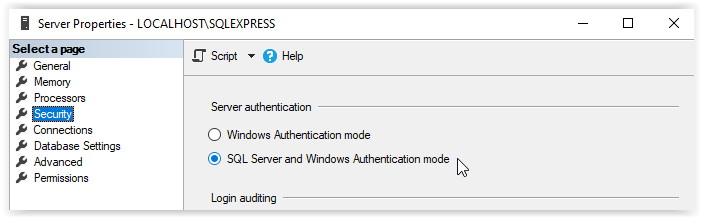 Server Properties - LOCALHOST\SQLEXPRESS
Select a page
General
Memory
Processors
Security
Connections
Database Settings
Advanced
Permissions
Script
Help
Server authentication
Windows Authentication mode
SQL Server and Windows Authentication mode
Login auditing